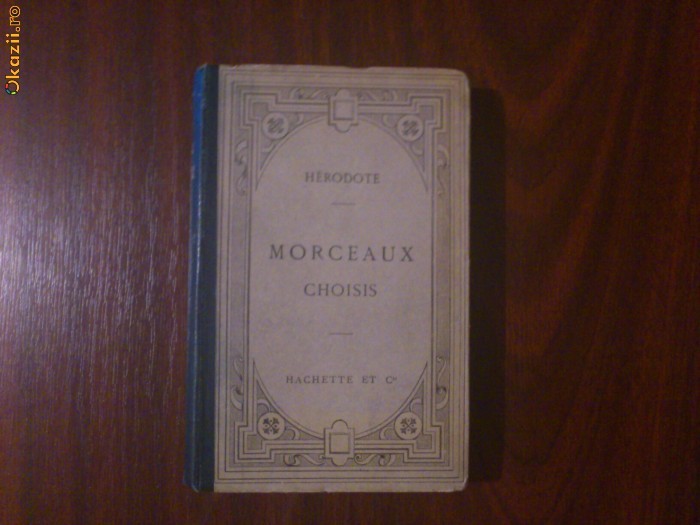 Okazii.ro
HÉRODOTE
MORCEAUX
CHOISIS
HACHETTE ET Cie